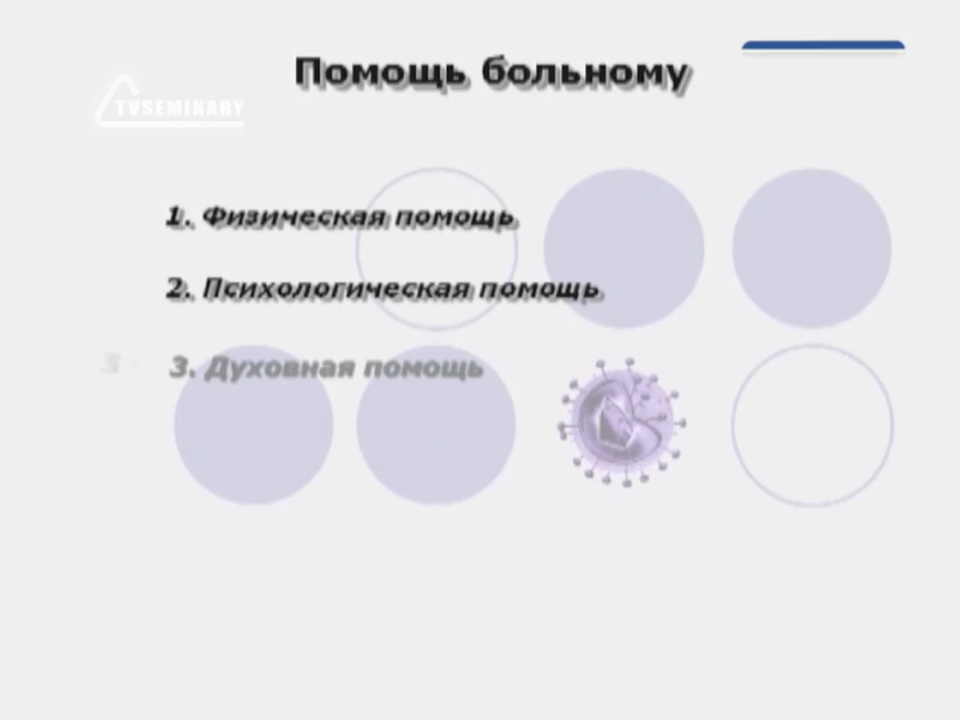 Помощь больному
TVSEMINARY
1. Физическая помощь
2. Психологическая помощь
3. Духовная помощь